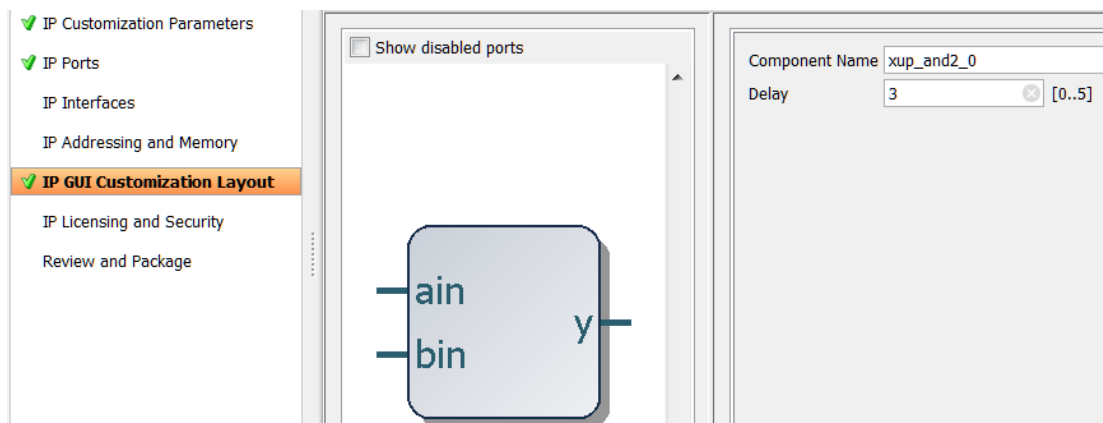 IP Customization Parameters
IP Ports
IP Interfaces
IP Addressing and Memory
IP GUI Customization Layout
IP Licensing and Security
Review and Package
Show disabled ports
ain
bin
y
Component Name xup_and2_0
Delay 3 [0..5]